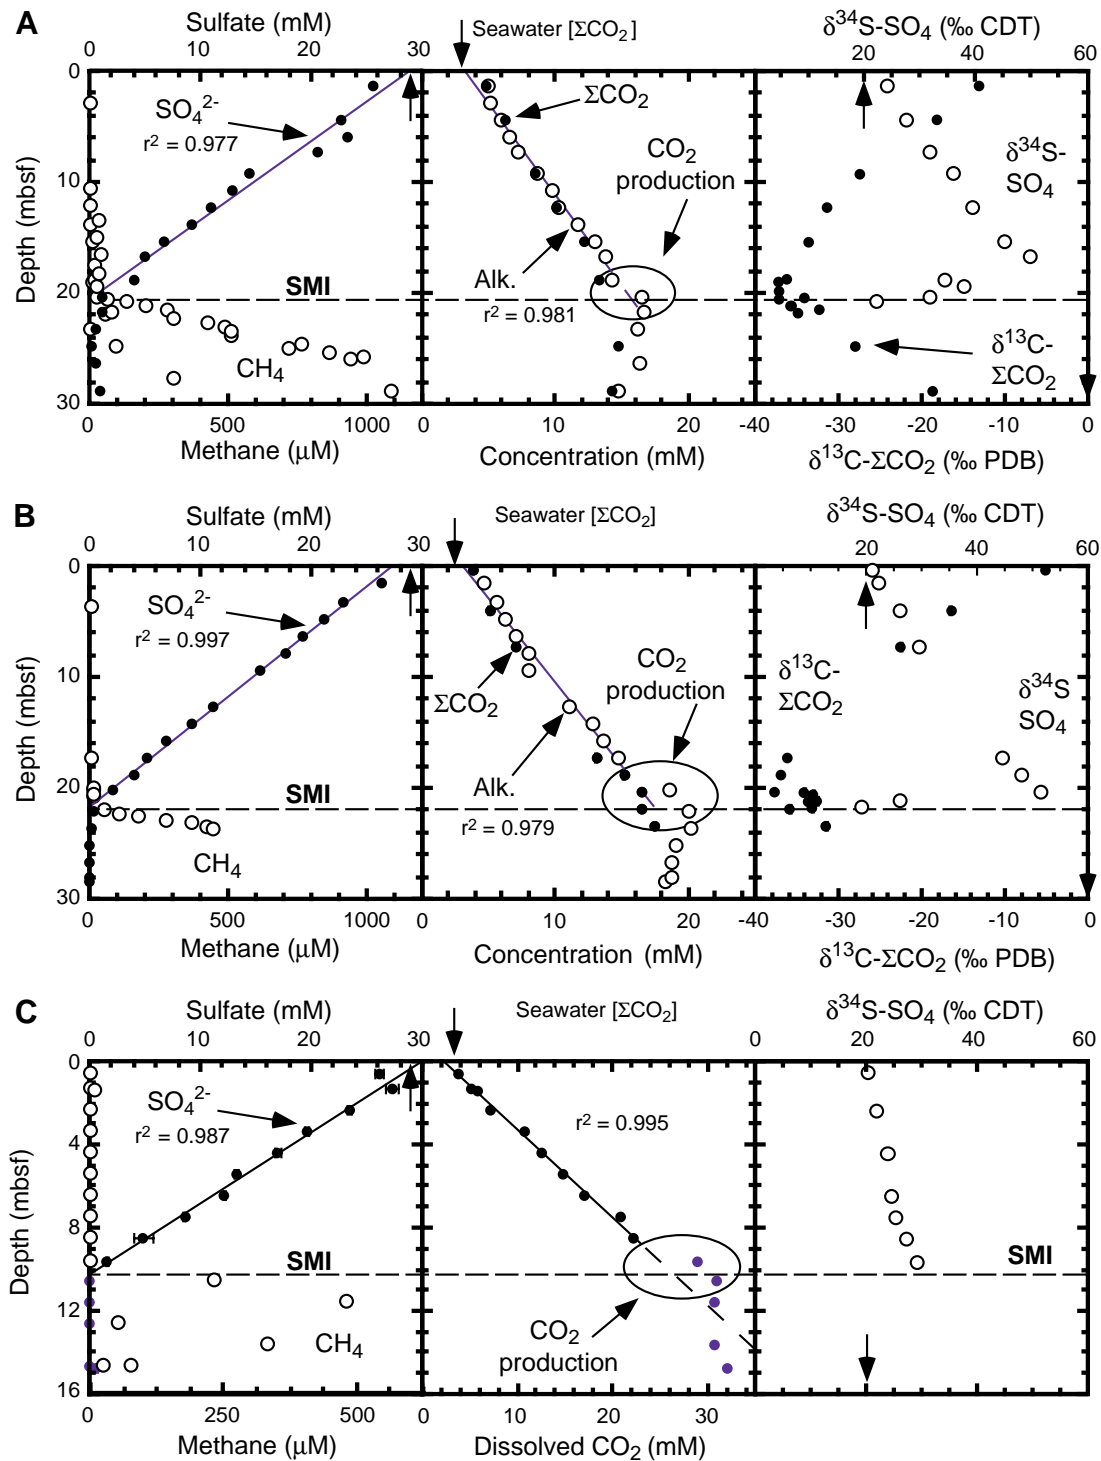 A
Sulfate (mM)
0 10 20 30
Seawater [ΣCO2]
δ34S-SO4 (‰ CDT)
20 40 60
0
10
20
30
Depth (mbsf)
SO42-
r2 = 0.977
SMI
CH4
0 500 1000
Methane (μM)
ΣCO2
CO2
production
Alk.
r2 = 0.981
0 10 20
Concentration (mM)
δ34S-
SO4
δ13C-
ΣCO2
-40 -30 -20 -10 0
δ13C-ΣCO2 (‰ PDB)
B
Sulfate (mM)
0 10 20 30
Seawater [ΣCO2]
δ34S-SO4 (‰ CDT)
20 40 60
0
10
20
30
Depth (mbsf)
SO42-
r2 = 0.997
SMI
CH4
0 500 1000
Methane (μM)
CO2
production
ΣCO2
Alk.
r2 = 0.979
0 10 20
Concentration (mM)
δ13C-
ΣCO2
δ34S
SO4
-40 -30 -20 -10 0
δ13C-ΣCO2 (‰ PDB)
C
Sulfate (mM)
0 10 20 30
Seawater [ΣCO2]
δ34S-SO4 (‰ CDT)
0 20 40 60
0
4
8
12
16
Depth (mbsf)
SO42-
r2 = 0.987
SMI
CH4
0 250 500
Methane (μM)
r2 = 0.995
CO2
production
0 10 20 30
Dissolved CO2 (mM)
SMI